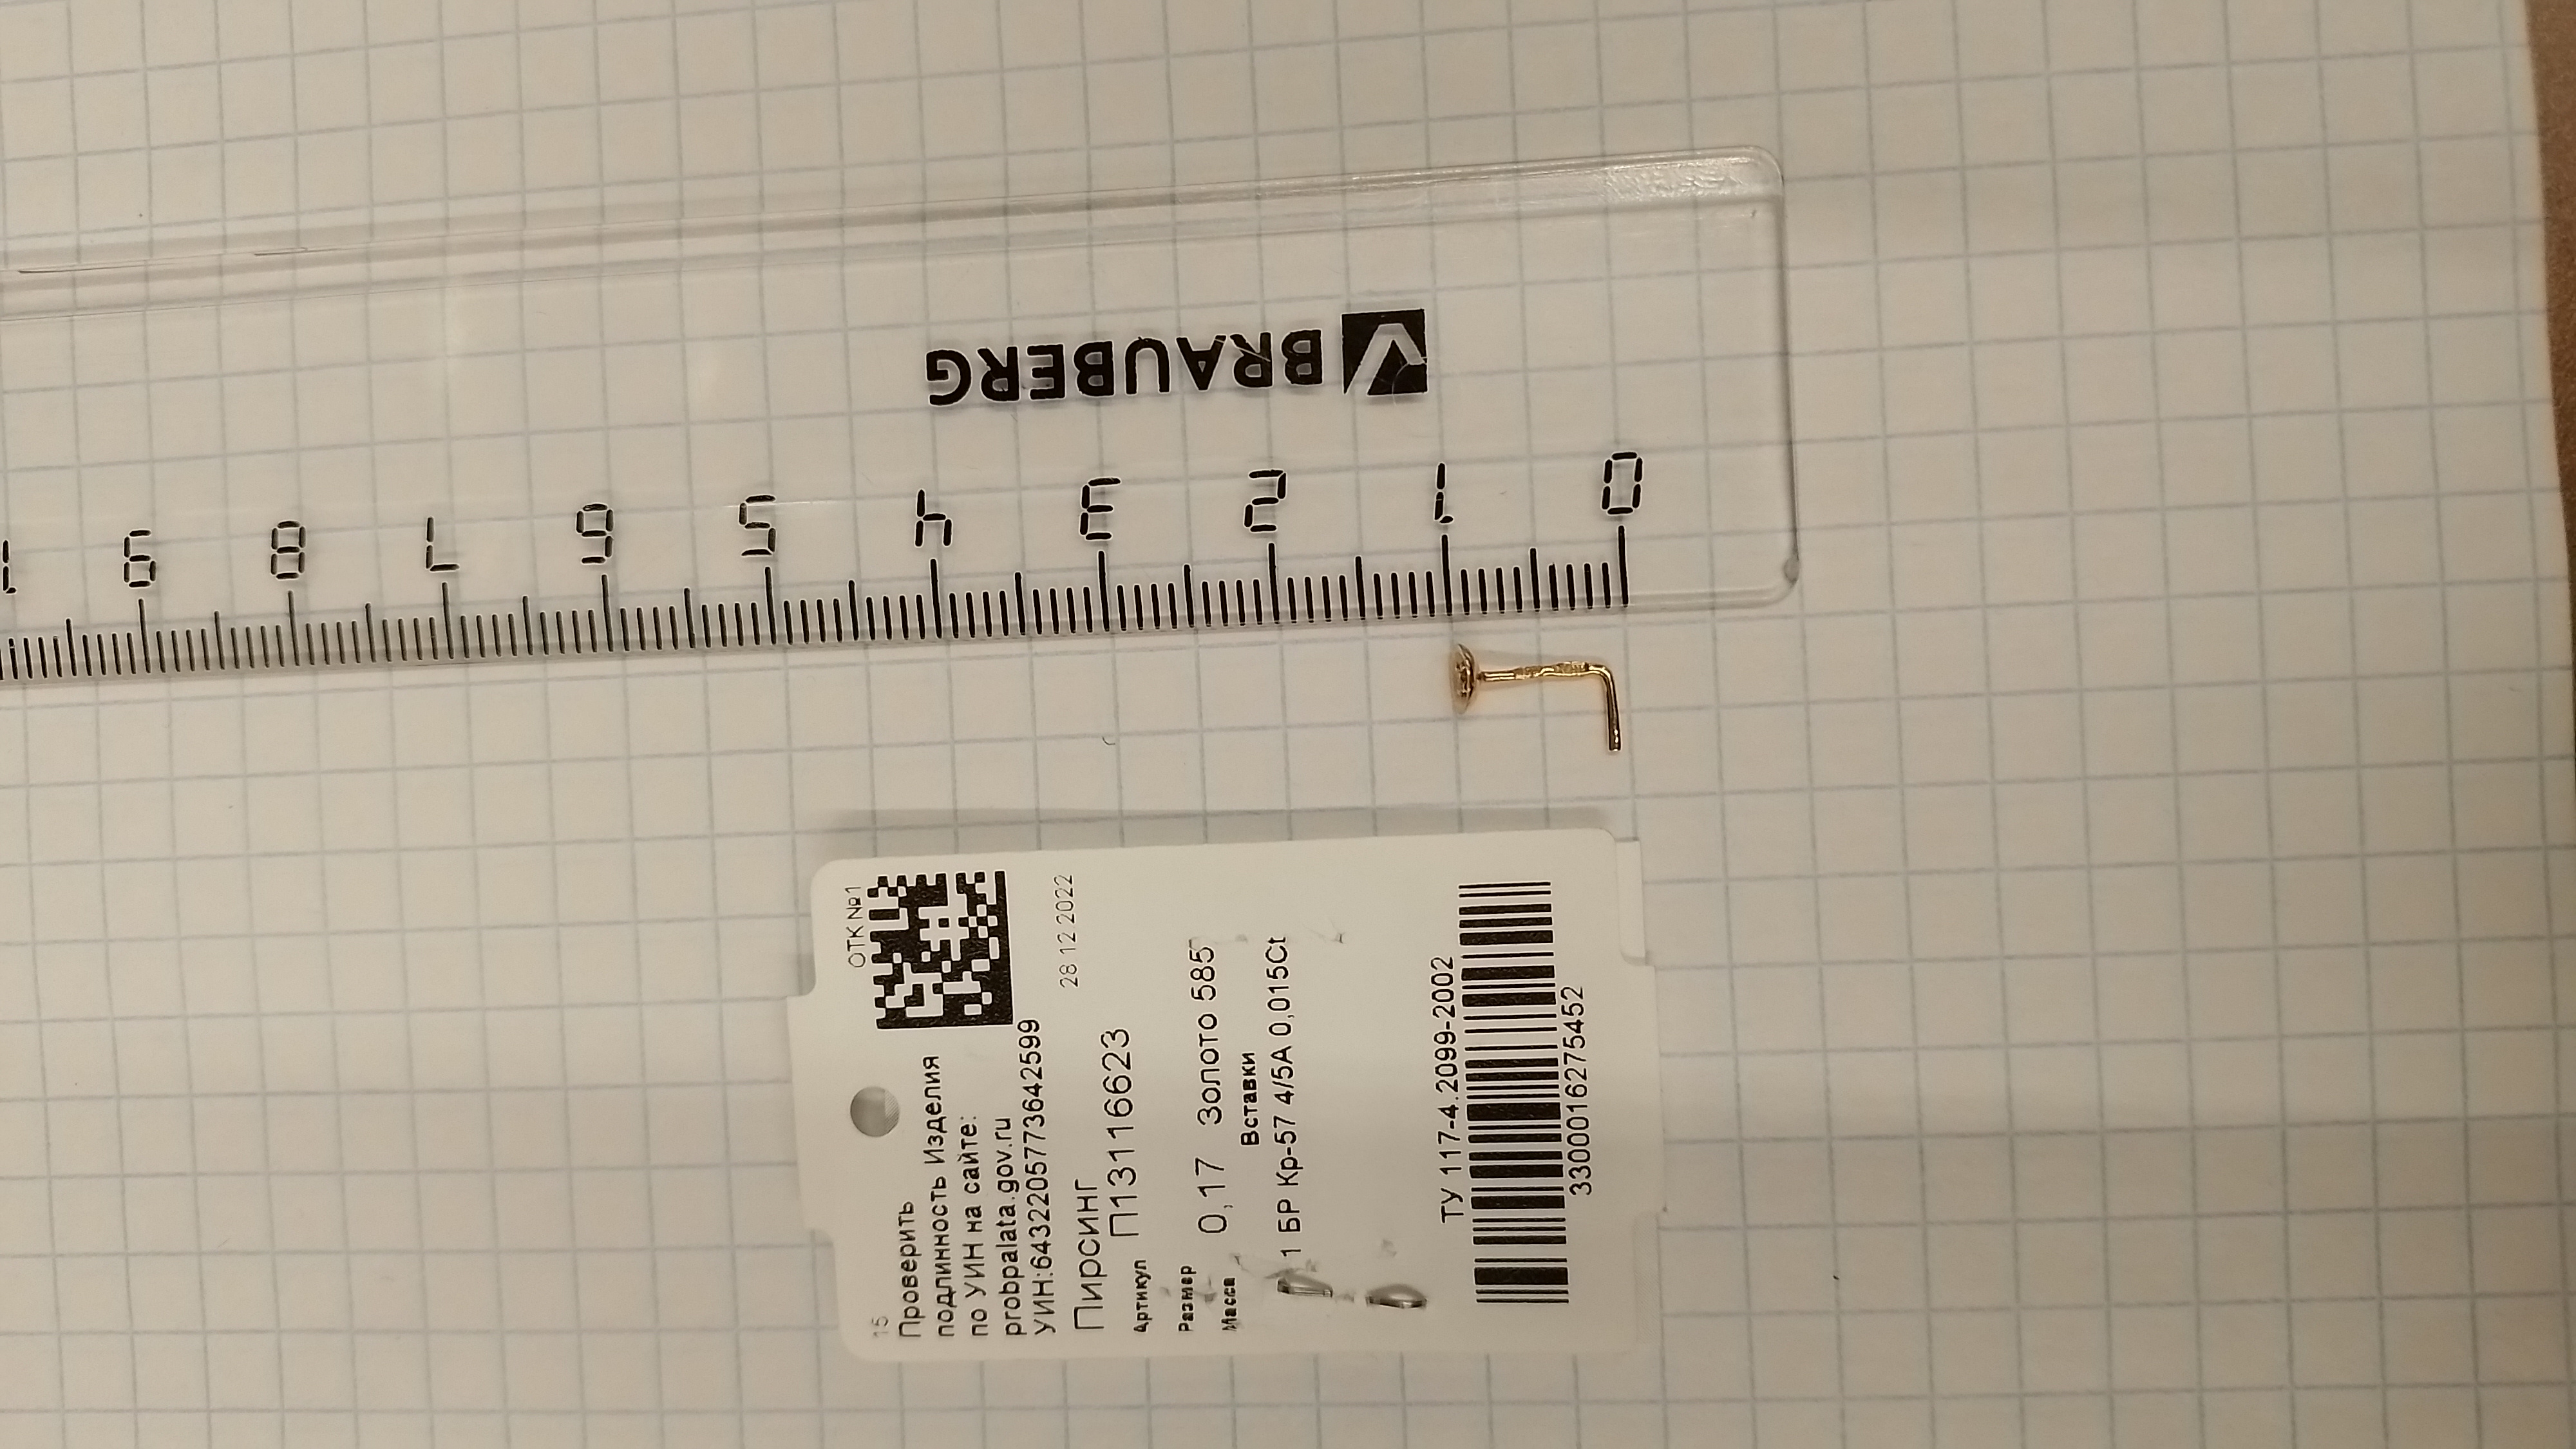 BRAUBERG
0 1 2 3 4 5 6 7 8 9
ОТК №1
15
Проверить
подлинность Изделия
по УИН на сайте:
probpalata.gov.ru
УИН:6432220577364 2599
28 12 2022
Пирсинг
Артикул П13116623
Размер
Масса 0,17 Золото 585
Вставки
1 БР Кр-57 4/5А 0,015Ct
ТУ 117-4.2099-2002
3300016275452